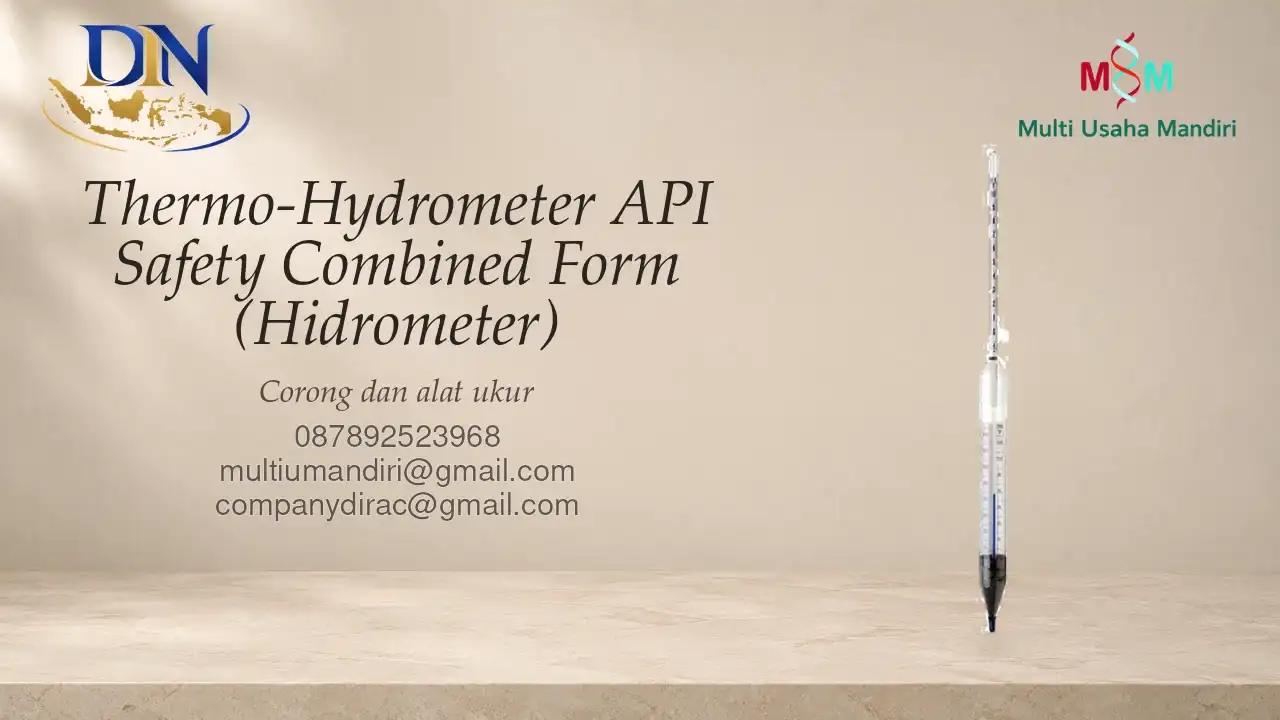 DIN
M M
Multi Usaha Mandiri
Thermo-Hydrometer API
Safety Combined Form
(Hidrometer)
Corong dan alat ukur
087892523968
multiumandiri@gmail.com
companydirac@gmail.com